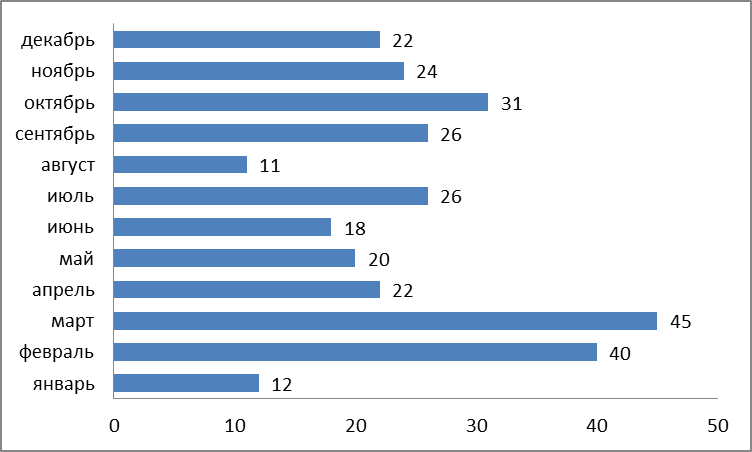 декабрь 22
ноябрь 24
октябрь 31
сентябрь 26
август 11
июль 26
июнь 18
май 20
апрель 22
март 45
февраль 40
январь 12
0 10 20 30 40 50